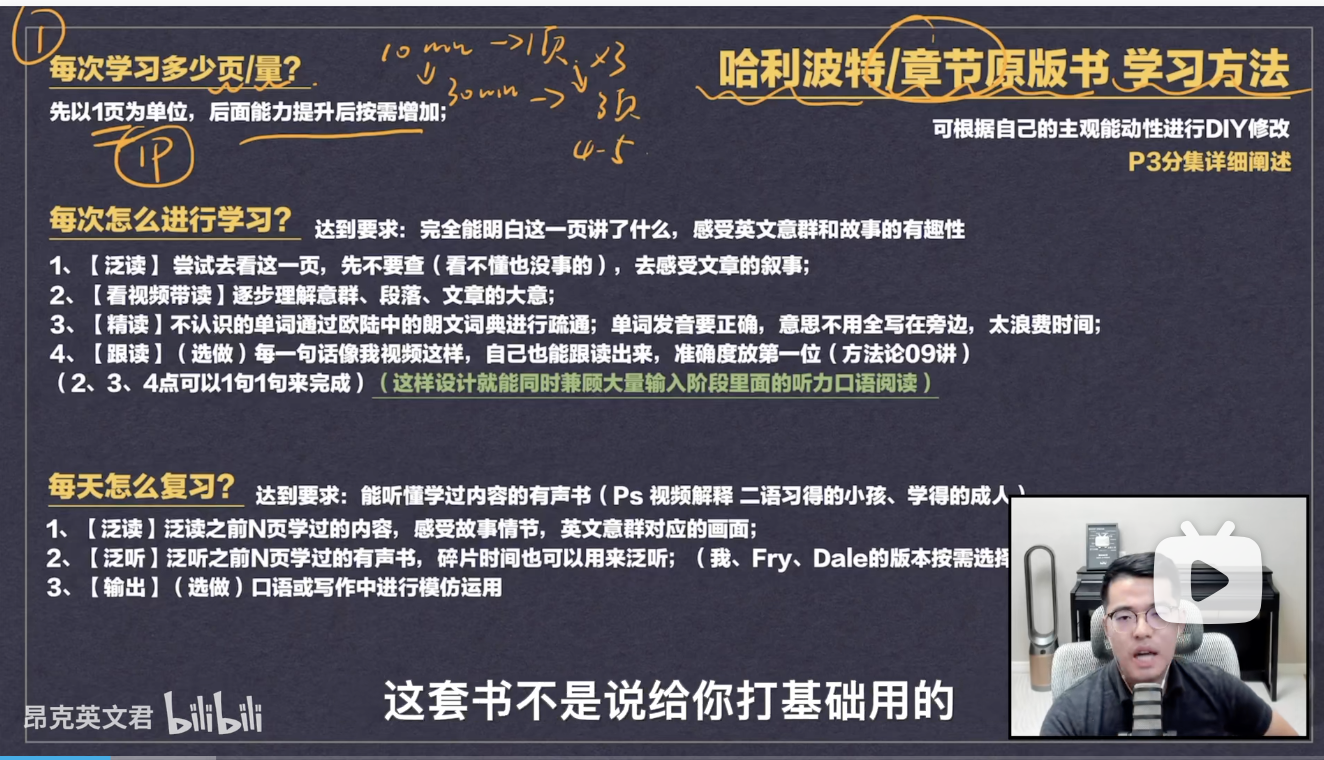 ①
每次学习多少页/量?
10 min ->1页 ×3
30min -> 3页
4-5
先以1页为单位，后面能力提升后按需增加;
1P
哈利波特/章节原版书 学习方法
可根据自己的主观能动性进行DIY修改
P3分集详细阐述
每次怎么进行学习? 达到要求：完全能明白这一页讲了什么，感受英文意群和故事的有趣性
1、【泛读】尝试去看这一页，先不要查（看不懂也没事的），去感受文章的叙事;
2、【看视频带读】逐步理解意群、段落、文章的大意;
3、【精读】不认识的单词通过欧陆中的朗文词典进行疏通；单词发音要正确，意思不用全写在旁边，太浪费时间;
4、【跟读】（选做）每一句话像我视频这样，自己也能跟读出来，准确度放第一位（方法论09讲）
（2、3、4点可以1句1句来完成）（这样设计就能同时兼顾大量输入阶段里面的听力口语阅读）
每天怎么复习? 达到要求：能听懂学过内容的有声书（Ps 视频解释 二语习得的小孩、学得的成人）
1、【泛读】泛读之前N页学过的内容，感受故事情节，英文意群对应的画面;
2、【泛听】泛听之前N页学过的有声书，碎片时间也可以用来泛听；（我、Fry、Dale的版本按需选择
3、【输出】（选做）口语或写作中进行模仿运用
这套书不是说给你打基础用的
昂克英文君 bilibili